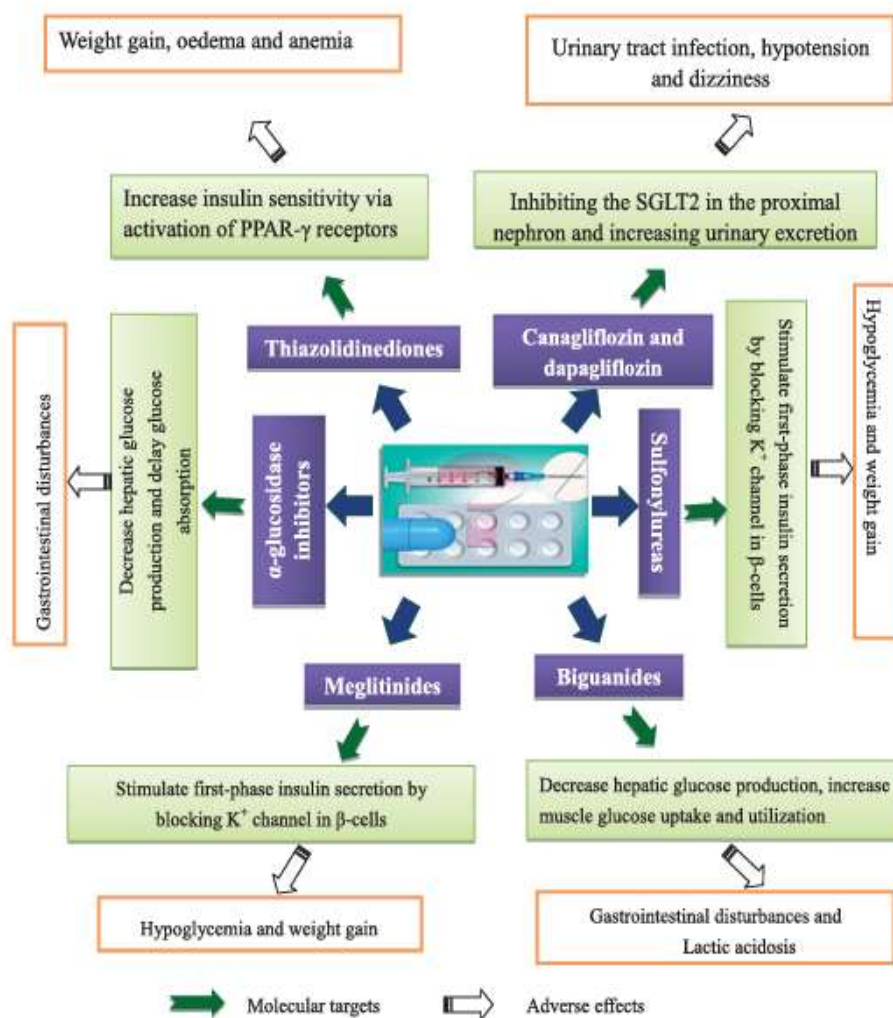 Weight gain, oedema and anemia
Urinary tract infection, hypotension
and dizziness
Increase insulin sensitivity via
activation of PPAR-γ receptors
Inhibiting the SGLT2 in the proximal
nephron and increasing urinary excretion
Thiazolidinediones
Canagliflozin and
dapagliflozin
Gastrointestinal disturbances
Decrease hepatic glucose
production and delay glucose
absorption
α-glucosidase
inhibitors
Sulfonylureas
Stimulate first-phase insulin secretion
by blocking K⁺ channel in β-cells
Hypoglycemia and weight gain
Meglitinides
Biguanides
Stimulate first-phase insulin secretion by
blocking K⁺ channel in β-cells
Decrease hepatic glucose production, increase
muscle glucose uptake and utilization
Hypoglycemia and weight gain
Gastrointestinal disturbances and
Lactic acidosis
Molecular targets
Adverse effects